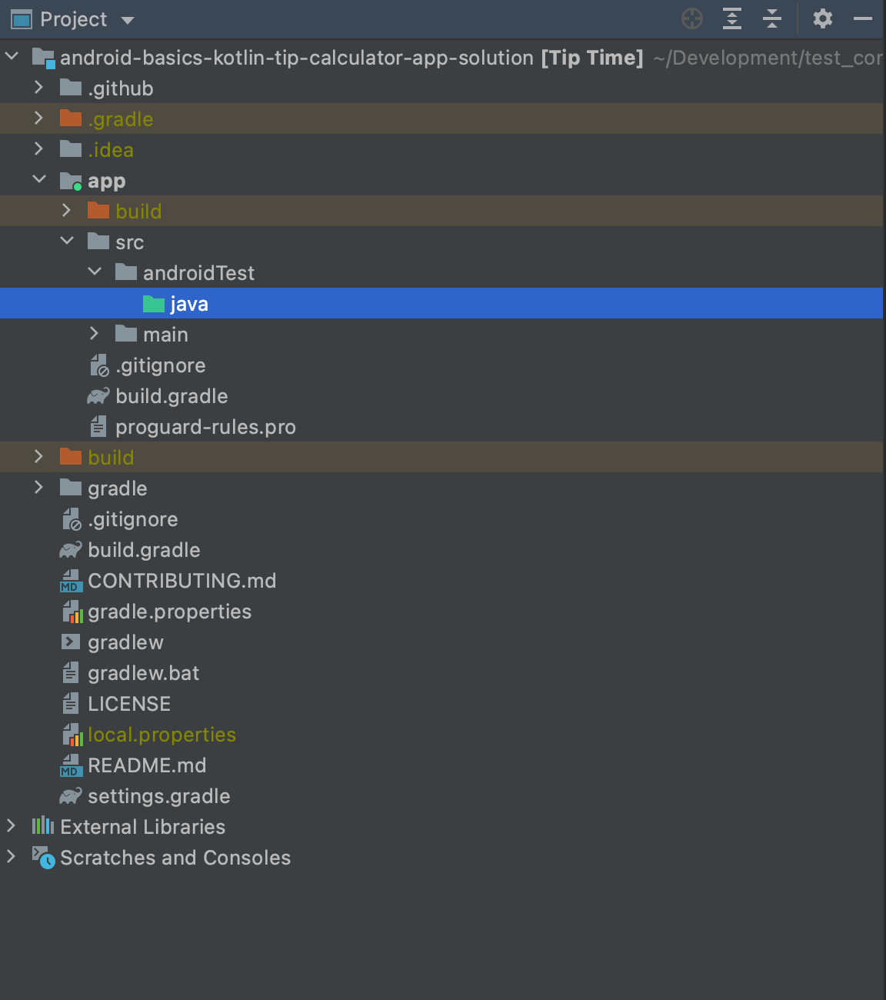 Project
android-basics-kotlin-tip-calculator-app-solution [Tip Time] ~/Development/test_cor
.github
.gradle
.idea
app
build
src
androidTest
java
main
.gitignore
build.gradle
proguard-rules.pro
build
gradle
.gitignore
build.gradle
MD CONTRIBUTING.md
gradle.properties
gradlew
gradlew.bat
LICENSE
local.properties
MD README.md
settings.gradle
External Libraries
Scratches and Consoles